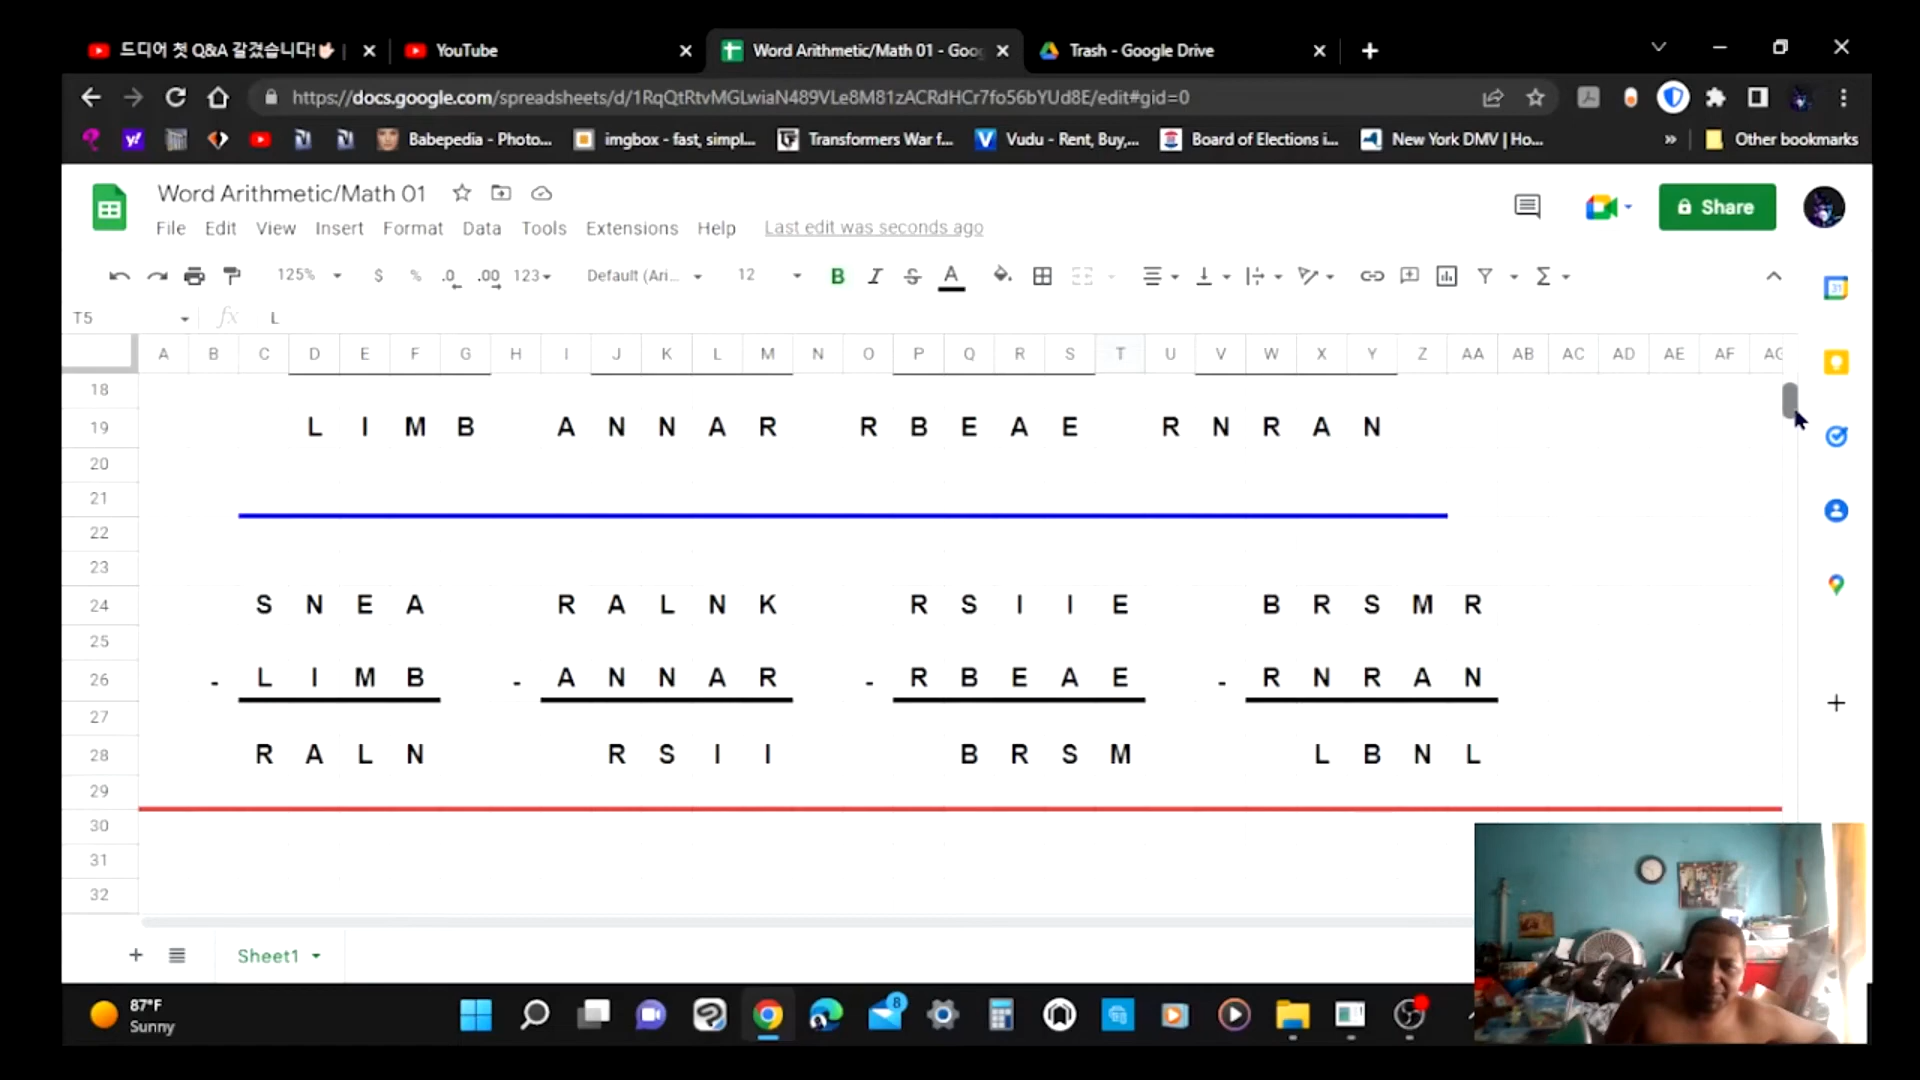 드디어 첫 Q&A 갈겼습니다!
YouTube
Word Arithmetic/Math 01 - Goo
Trash - Google Drive
https://docs.google.com/spreadsheets/d/1RqQtRtvMGLwiaN489VLe8M81zACRdHCr7fo56bYUd8E/edit#gid=0
Babepedia - Photo... imgbox - fast, simpl... Transformers War f... Vudu - Rent, Buy,... Board of Elections i... New York DMV | Ho... » Other bookmarks
Word Arithmetic/Math 01
Share
File Edit View Insert Format Data Tools Extensions Help Last edit was seconds ago
125% $ % .0 .00 123 Default (Ari... 12 B I S A
T5 fx L
A B C D E F G H I J K L M N O P Q R S T U V W X Y Z AA AB AC AD AE AF AG
18
19 L I M B A N N A R R B E A E R N R A N
20
21
22
23
24 S N E A R A L N K R S I I E B R S M R
25
26 - L I M B - A N N A R - R B E A E - R N R A N
27
28 R A L N R S I I B R S M L B N L
29
30
31
32
Sheet1
87°F
Sunny
8
31